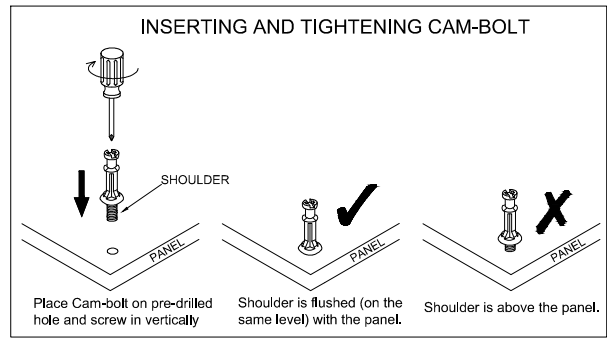 INSERTING AND TIGHTENING CAM-BOLT
SHOULDER
PANEL
Place Cam-bolt on pre-drilled
hole and screw in vertically
PANEL
Shoulder is flushed (on the
same level) with the panel.
PANEL
Shoulder is above the panel.